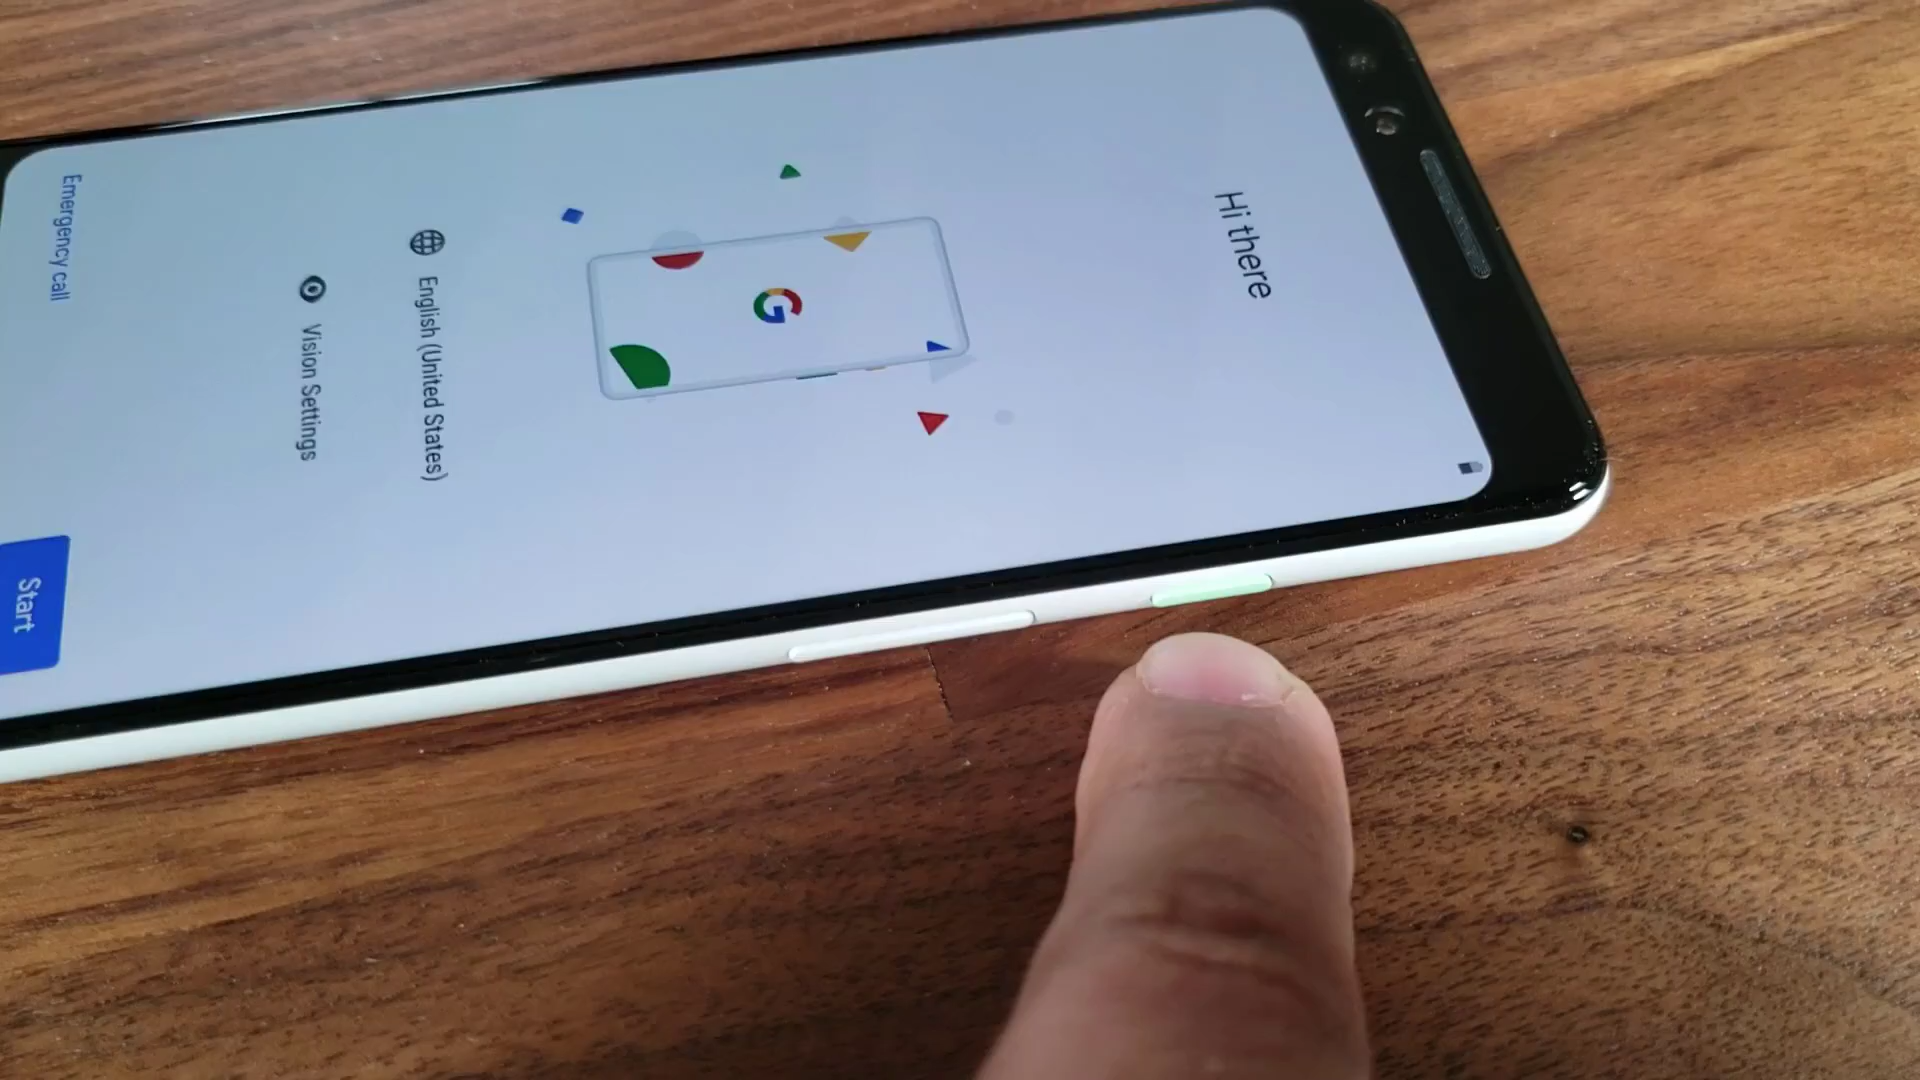 Hi there
English (United States)
Vision Settings
Emergency call
Start